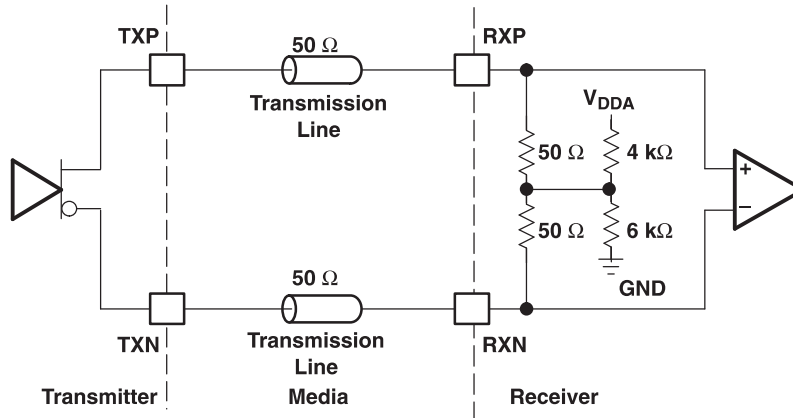 TXP
50 Ω
RXP
Transmission
Line
V_DDA
50 Ω
4 kΩ
+
−
50 Ω
6 kΩ
50 Ω
GND
TXN
Transmission
Line
RXN
Transmitter
Media
Receiver